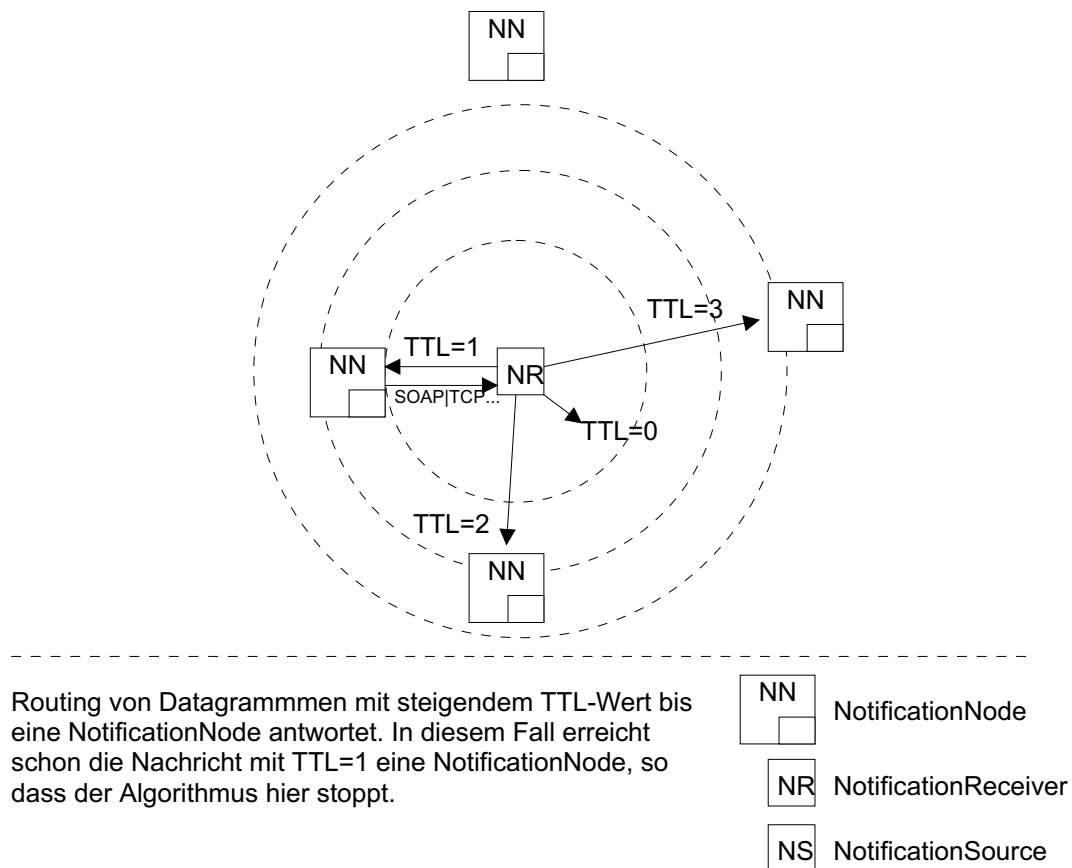 NN
NN
TTL=3
TTL=1
NN
NR
SOAP|TCP...
TTL=0
TTL=2
NN
Routing von Datagrammmen mit steigendem TTL-Wert bis
eine NotificationNode antwortet. In diesem Fall erreicht
schon die Nachricht mit TTL=1 eine NotificationNode, so
dass der Algorithmus hier stoppt.
NN
NotificationNode
NR NotificationReceiver
NS NotificationSource